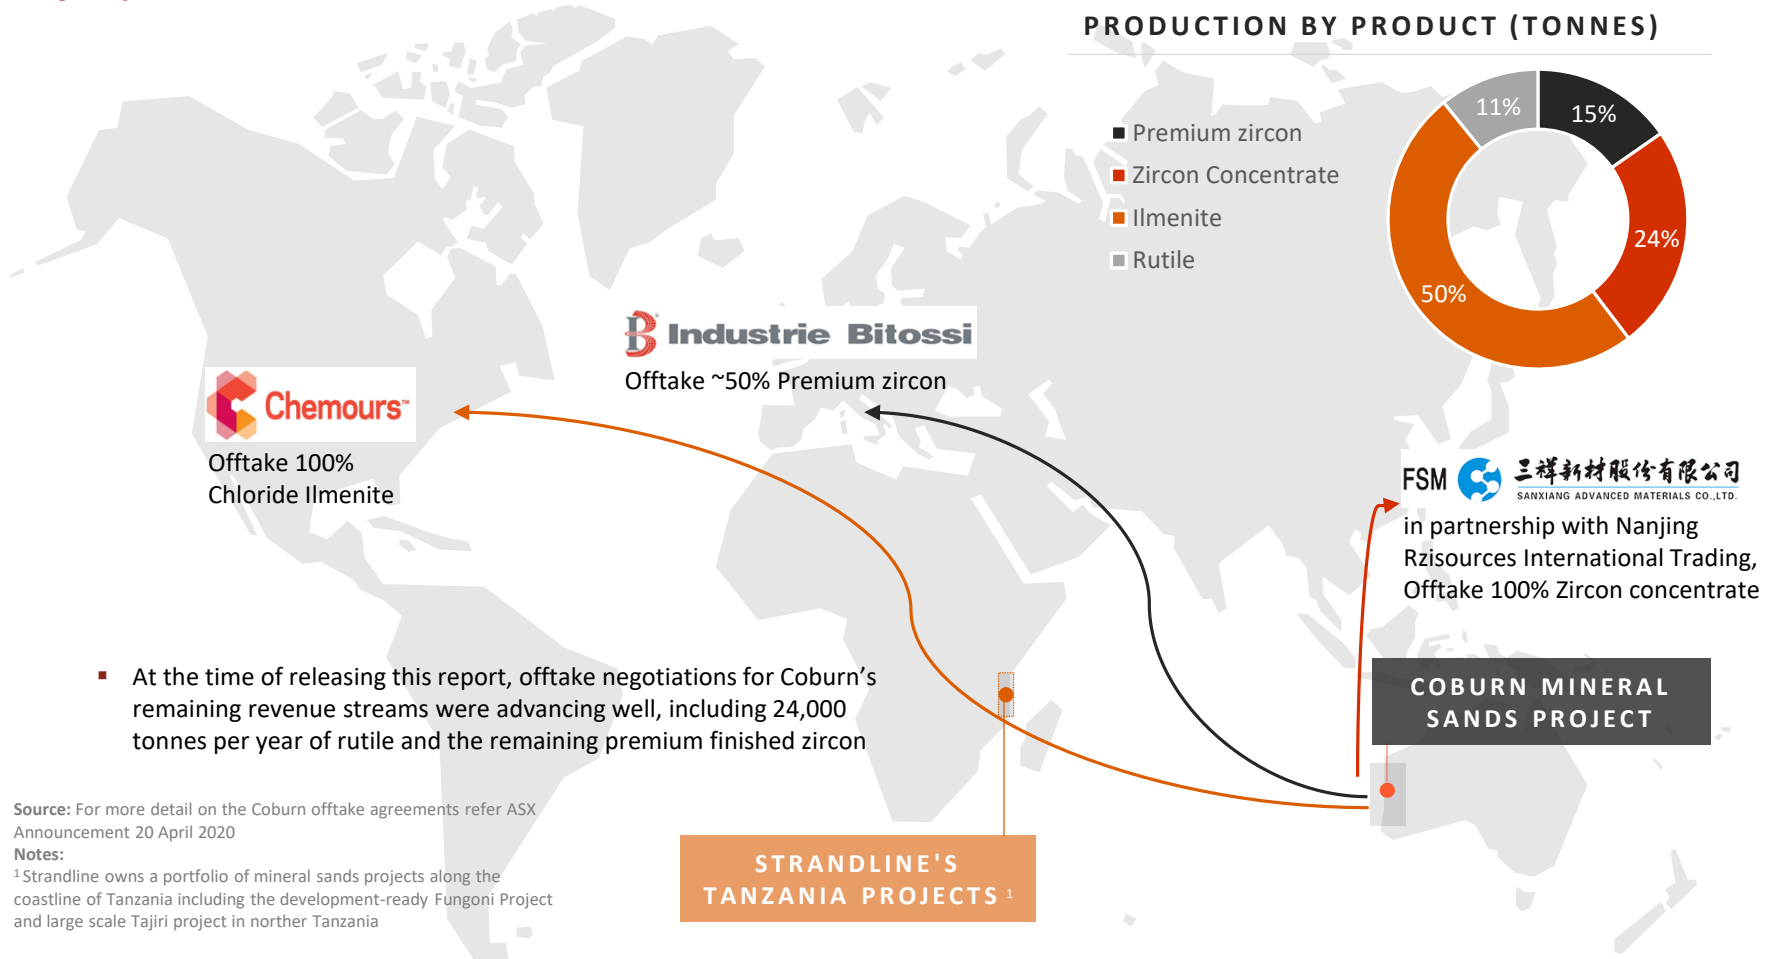 PRODUCTION BY PRODUCT (TONNES)
Premium zircon
Zircon Concentrate
Ilmenite
Rutile
11%
15%
24%
50%
Industrie Bitossi
Offtake ~50% Premium zircon
Chemours™
Offtake 100%
Chloride Ilmenite
FSM
三祥新材股份有限公司
SANXIANG ADVANCED MATERIALS CO.,LTD.
in partnership with Nanjing
Rzisources International Trading,
Offtake 100% Zircon concentrate
▪ At the time of releasing this report, offtake negotiations for Coburn’s
remaining revenue streams were advancing well, including 24,000
tonnes per year of rutile and the remaining premium finished zircon
COBURN MINERAL
SANDS PROJECT
STRANDLINE'S
TANZANIA PROJECTS 1
Source: For more detail on the Coburn offtake agreements refer ASX
Announcement 20 April 2020
Notes:
1 Strandline owns a portfolio of mineral sands projects along the
coastline of Tanzania including the development-ready Fungoni Project
and large scale Tajiri project in norther Tanzania